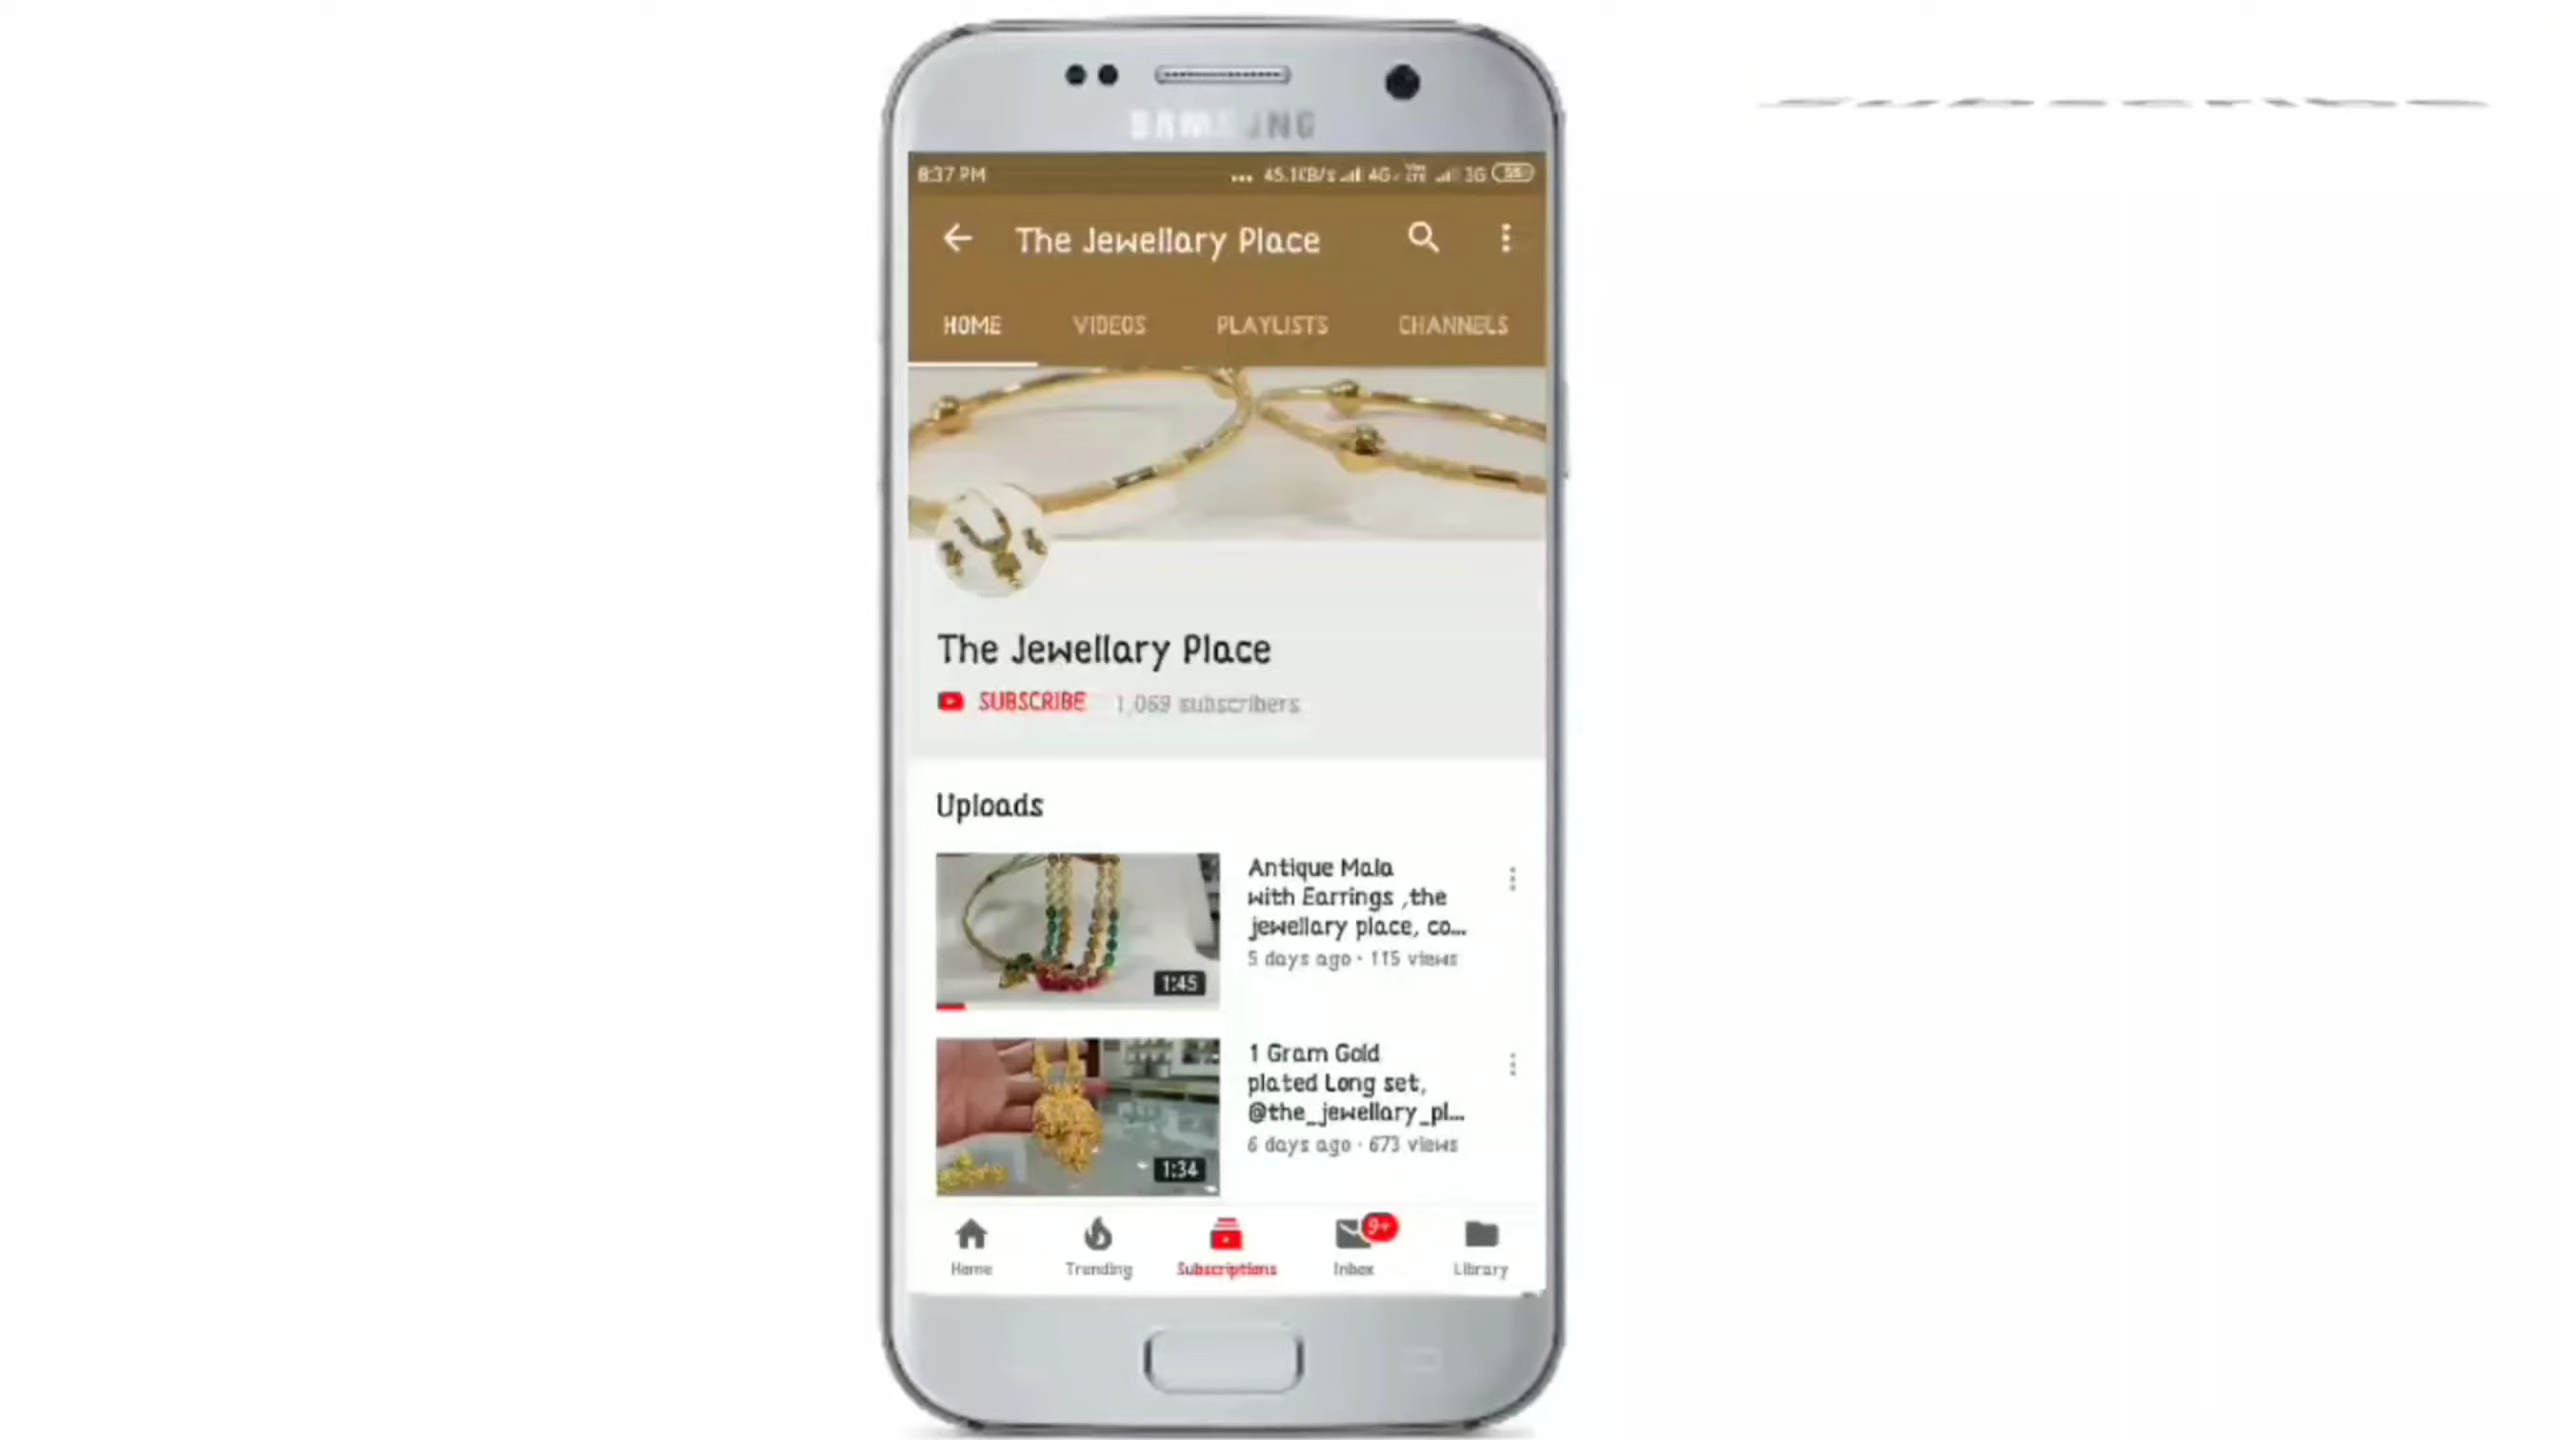 SAMSUNG
8:37 PM ... 45.1KB/s 4G 3G
The Jewellary Place
HOME VIDEOS PLAYLISTS CHANNELS
The Jewellary Place
SUBSCRIBE 1,069 subscribers
Uploads
Antique Mala
with Earrings ,the
jewellary place, co...
5 days ago · 115 views
1:45
1 Gram Gold
plated Long set,
@the_jewellary_pl...
6 days ago · 673 views
1:34
9+
Home Trending Subscriptions Inbox Library